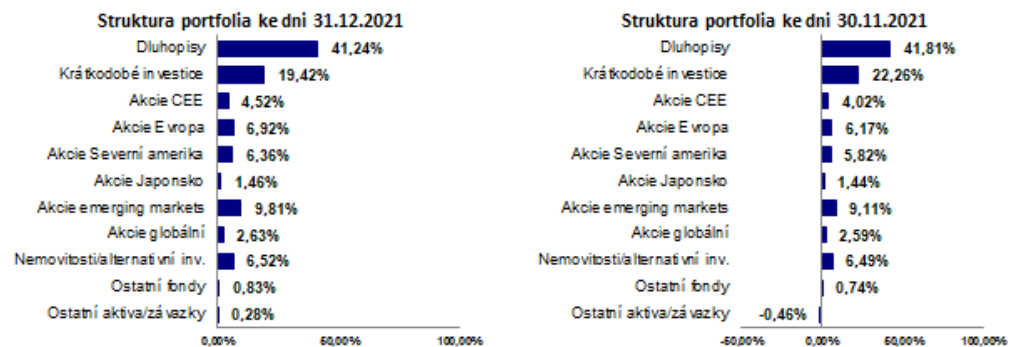 Struktura portfolia ke dni 31.12.2021
Dluhopisy 41,24%
Krátkodobé investice 19,42%
Akcie CEE 4,52%
Akcie Evropa 6,92%
Akcie Severní amerika 6,36%
Akcie Japonsko 1,46%
Akcie emerging markets 9,81%
Akcie globální 2,63%
Nemovitosti/alternativní inv. 6,52%
Ostatní fondy 0,83%
Ostatní aktiva/závazky 0,28%
0,00% 50,00% 100,00%
Struktura portfolia ke dni 30.11.2021
Dluhopisy 41,81%
Krátkodobé investice 22,26%
Akcie CEE 4,02%
Akcie Evropa 6,17%
Akcie Severní amerika 5,82%
Akcie Japonsko 1,44%
Akcie emerging markets 9,11%
Akcie globální 2,59%
Nemovitosti/alternativní inv. 6,49%
Ostatní fondy 0,74%
Ostatní aktiva/závazky -0,46%
-50,00% 0,00% 50,00% 100,00%